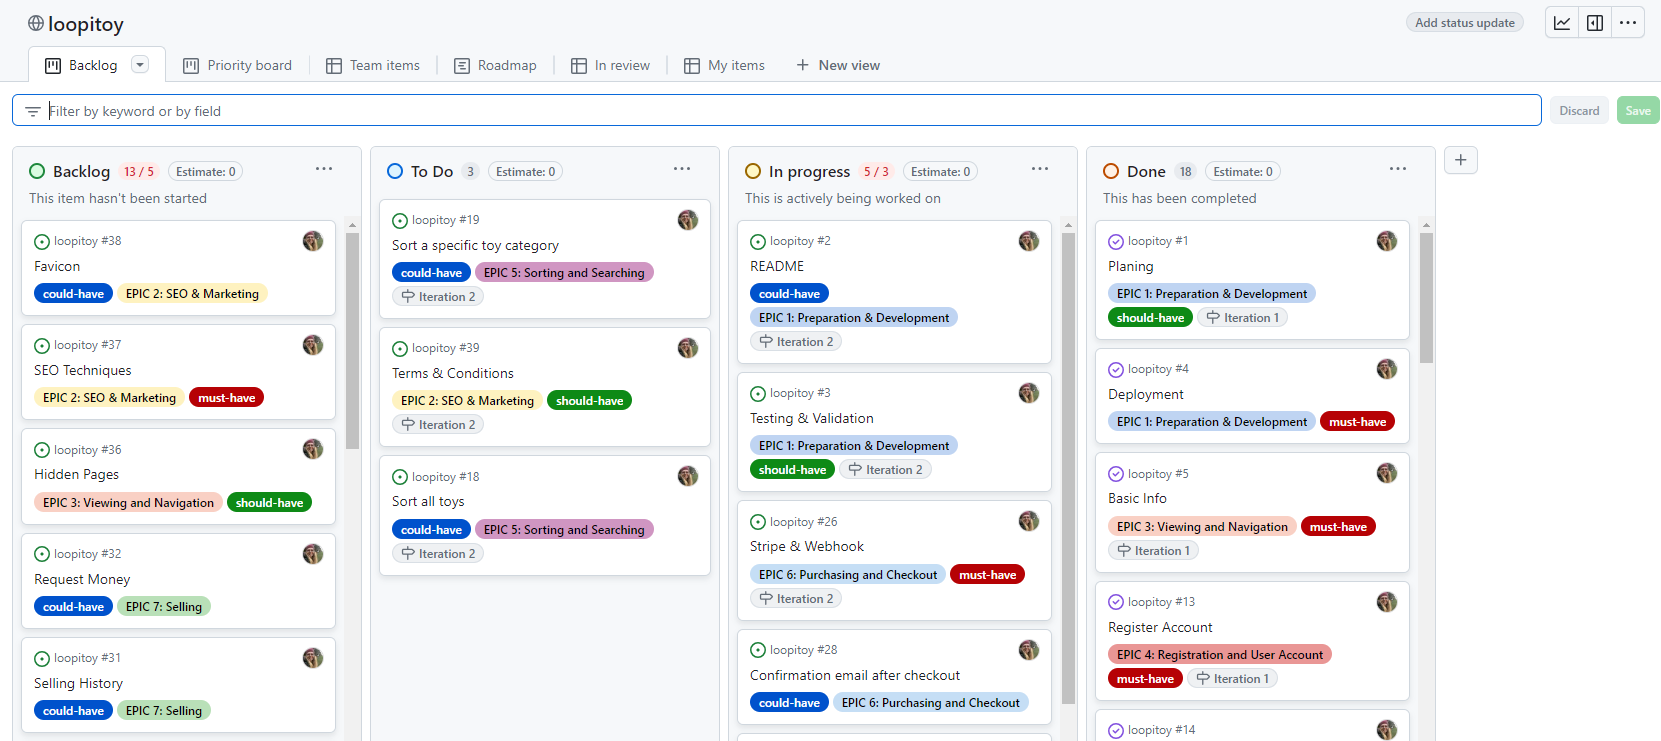 loopitoy
Add status update
Backlog
Priority board
Team items
Roadmap
In review
My items
New view
Filter by keyword or by field
Discard
Save
Backlog 13 / 5 Estimate: 0
This item hasn't been started
loopitoy #38
Favicon
could-have EPIC 2: SEO & Marketing
loopitoy #37
SEO Techniques
EPIC 2: SEO & Marketing must-have
loopitoy #36
Hidden Pages
EPIC 3: Viewing and Navigation should-have
loopitoy #32
Request Money
could-have EPIC 7: Selling
loopitoy #31
Selling History
could-have EPIC 7: Selling
To Do 3 Estimate: 0
loopitoy #19
Sort a specific toy category
could-have EPIC 5: Sorting and Searching
Iteration 2
loopitoy #39
Terms & Conditions
EPIC 2: SEO & Marketing should-have
Iteration 2
loopitoy #18
Sort all toys
could-have EPIC 5: Sorting and Searching
Iteration 2
In progress 5 / 3 Estimate: 0
This is actively being worked on
loopitoy #2
README
could-have
EPIC 1: Preparation & Development
Iteration 2
loopitoy #3
Testing & Validation
EPIC 1: Preparation & Development
should-have Iteration 2
loopitoy #26
Stripe & Webhook
EPIC 6: Purchasing and Checkout must-have
Iteration 2
loopitoy #28
Confirmation email after checkout
could-have EPIC 6: Purchasing and Checkout
Done 18 Estimate: 0
This has been completed
loopitoy #1
Planing
EPIC 1: Preparation & Development
should-have Iteration 1
loopitoy #4
Deployment
EPIC 1: Preparation & Development must-have
loopitoy #5
Basic Info
EPIC 3: Viewing and Navigation must-have
Iteration 1
loopitoy #13
Register Account
EPIC 4: Registration and User Account
must-have Iteration 1
loopitoy #14